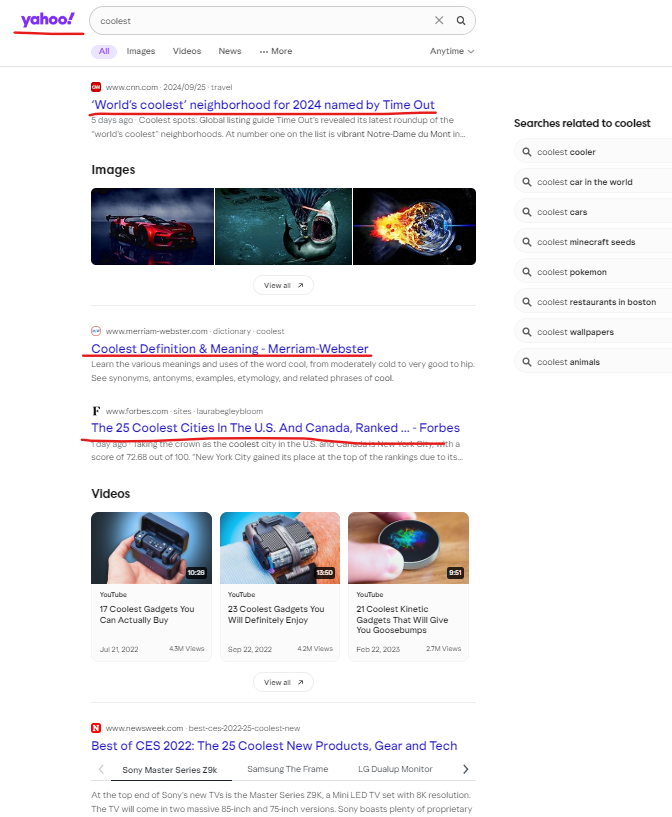 yahoo!
coolest
All
Images
Videos
News
More
Anytime
www.cnn.com · 2024/09/25 · travel
‘World's coolest’ neighborhood for 2024 named by Time Out
5 days ago · Coolest spots: Global listing guide Time Out's revealed its latest roundup of the
"world's coolest" neighborhoods. At number one on the list is vibrant Notre-Dame du Mont in...
Images
View all
www.merriam-webster.com · dictionary · coolest
Coolest Definition & Meaning - Merriam-Webster
Learn the various meanings and uses of the word cool, from moderately cold to very good to hip.
See synonyms, antonyms, examples, etymology, and related phrases of cool.
www.forbes.com · sites · laurabegleybloom
The 25 Coolest Cities In The U.S. And Canada, Ranked ... - Forbes
1 day ago · Taking the crown as the coolest city in the U.S. and Canada is New York City, with a
score of 72.68 out of 100. "New York City gained its place at the top of the rankings due to its...
Videos
10:26
YouTube
17 Coolest Gadgets You
Can Actually Buy
Jul 21, 2022
4.3M Views
13:50
YouTube
23 Coolest Gadgets You
Will Definitely Enjoy
Sep 22, 2022
4.2M Views
9:51
YouTube
21 Coolest Kinetic
Gadgets That Will Give
You Goosebumps
Feb 22, 2023
2.7M Views
View all
www.newsweek.com · best-ces-2022-25-coolest-new
Best of CES 2022: The 25 Coolest New Products, Gear and Tech
Sony Master Series Z9k
Samsung The Frame
LG Dualup Monitor
At the top end of Sony's new TVs is the Master Series Z9K, a Mini LED TV set with 8K resolution.
The TV will come in two massive 85-inch and 75-inch versions. Sony boasts plenty of proprietary
Searches related to coolest
coolest cooler
coolest car in the world
coolest cars
coolest minecraft seeds
coolest pokemon
coolest restaurants in boston
coolest wallpapers
coolest animals